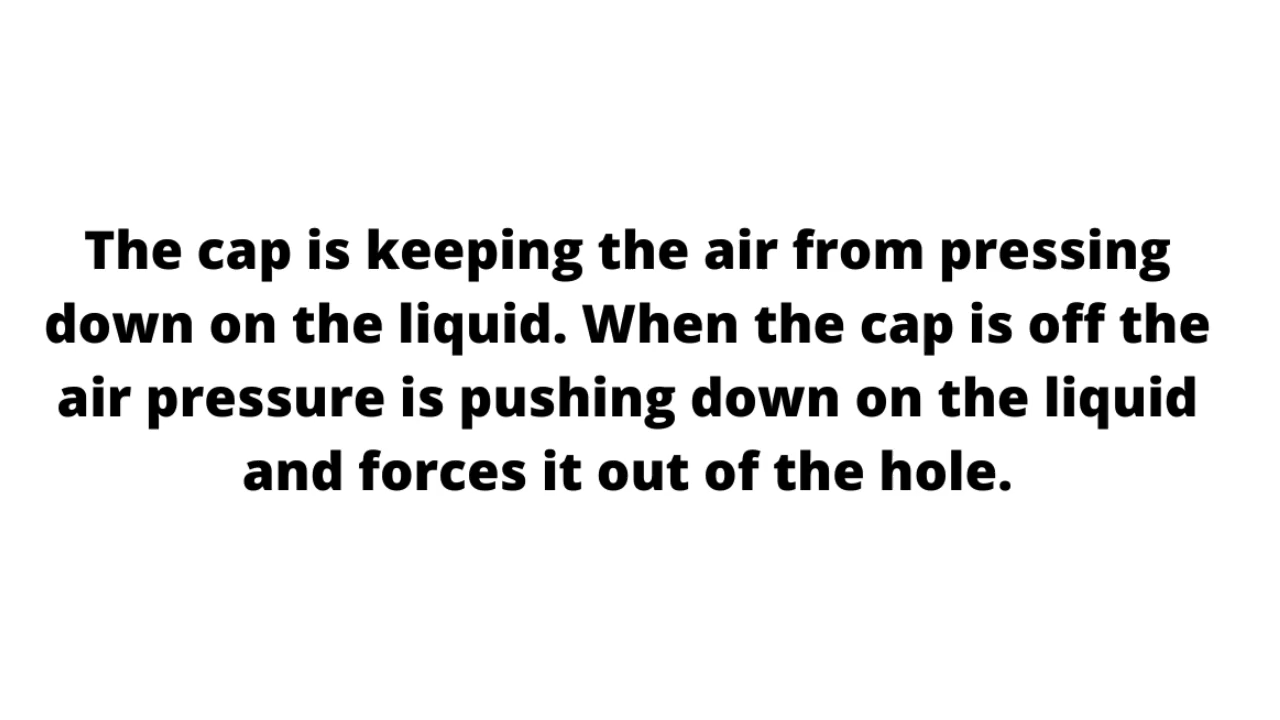 The cap is keeping the air from pressing
down on the liquid. When the cap is off the
air pressure is pushing down on the liquid
and forces it out of the hole.